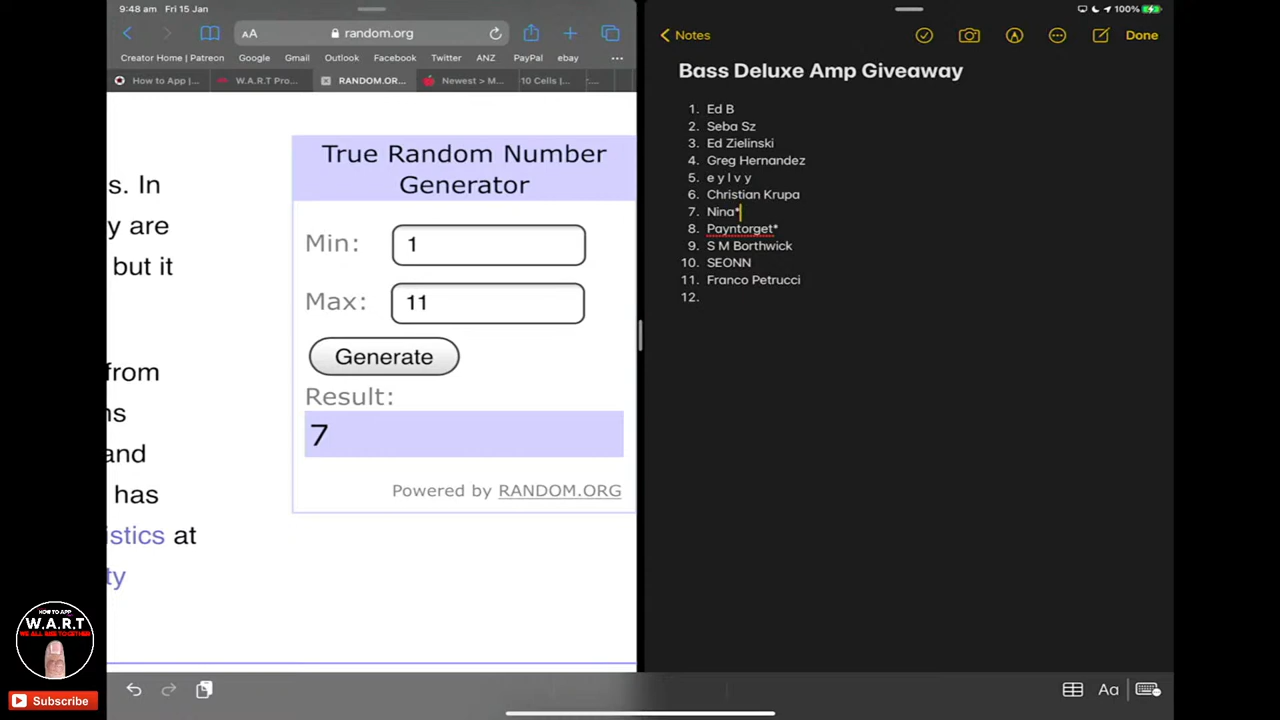 9:48 am Fri 15 Jan
100%
AA random.org
Creator Home | Patreon Google Gmail Outlook Facebook Twitter ANZ PayPal ebay ...
How to App |... W.A.R.T Pro... RANDOM.OR... Newest > M... 10 Cells |...
s. In
y are
but it
from
ns
and
has
istics at
ty
True Random Number
Generator
Min: 1
Max: 11
Generate
Result:
7
Powered by RANDOM.ORG
Notes
Done
Bass Deluxe Amp Giveaway
1. Ed B
2. Seba Sz
3. Ed Zielinski
4. Greg Hernandez
5. e y l v y
6. Christian Krupa
7. Nina*
8. Payntorget*
9. S M Borthwick
10. SEONN
11. Franco Petrucci
12.
Aa
HOW TO APP
W.A.R.T
WE ALL RISE TOGETHER
Subscribe